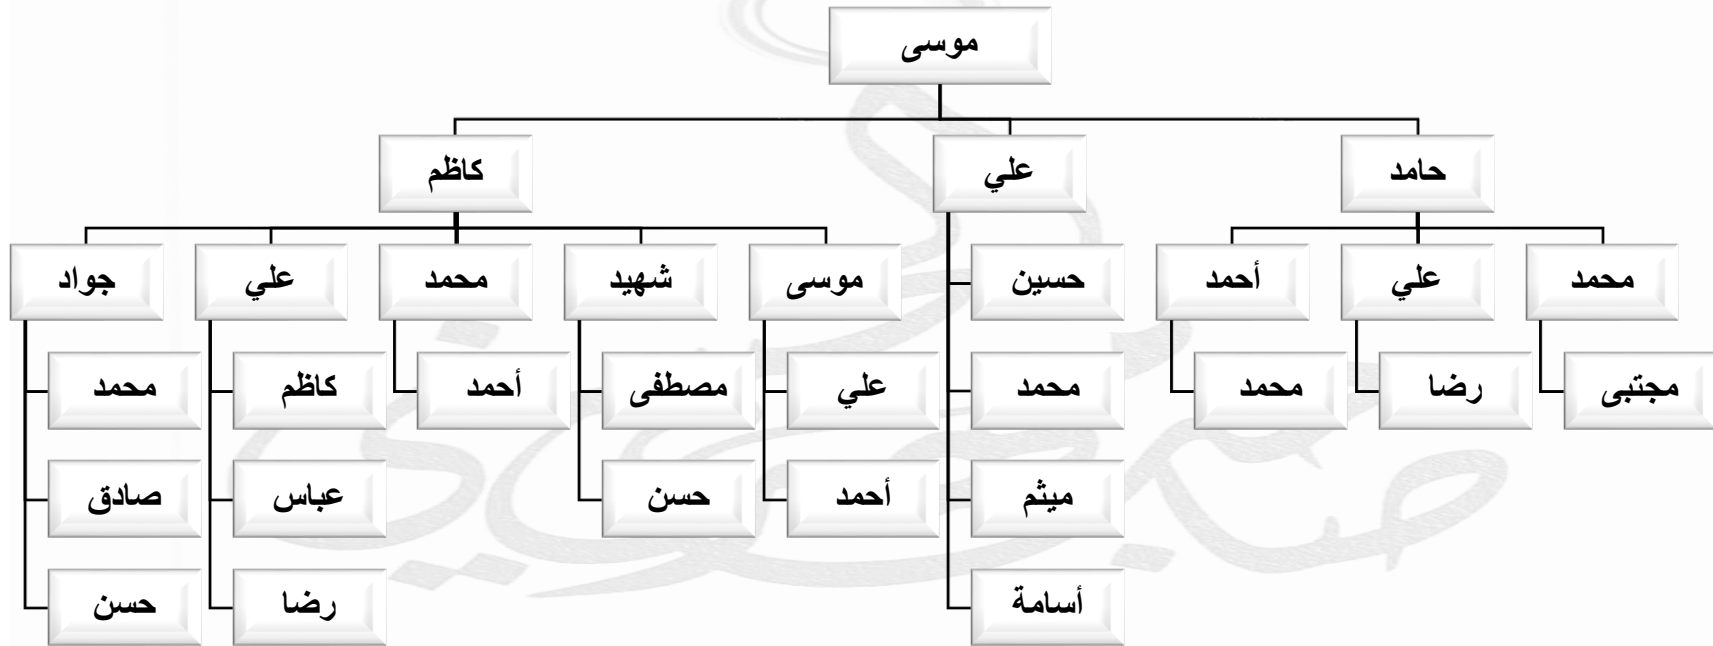 موسى
حامد
علي
كاظم
محمد
علي
أحمد
حسين
موسى
شهيد
محمد
علي
جواد
مجتبى
رضا
محمد
محمد
علي
مصطفى
أحمد
كاظم
محمد
ميثم
أحمد
حسن
عباس
صادق
أسامة
رضا
حسن